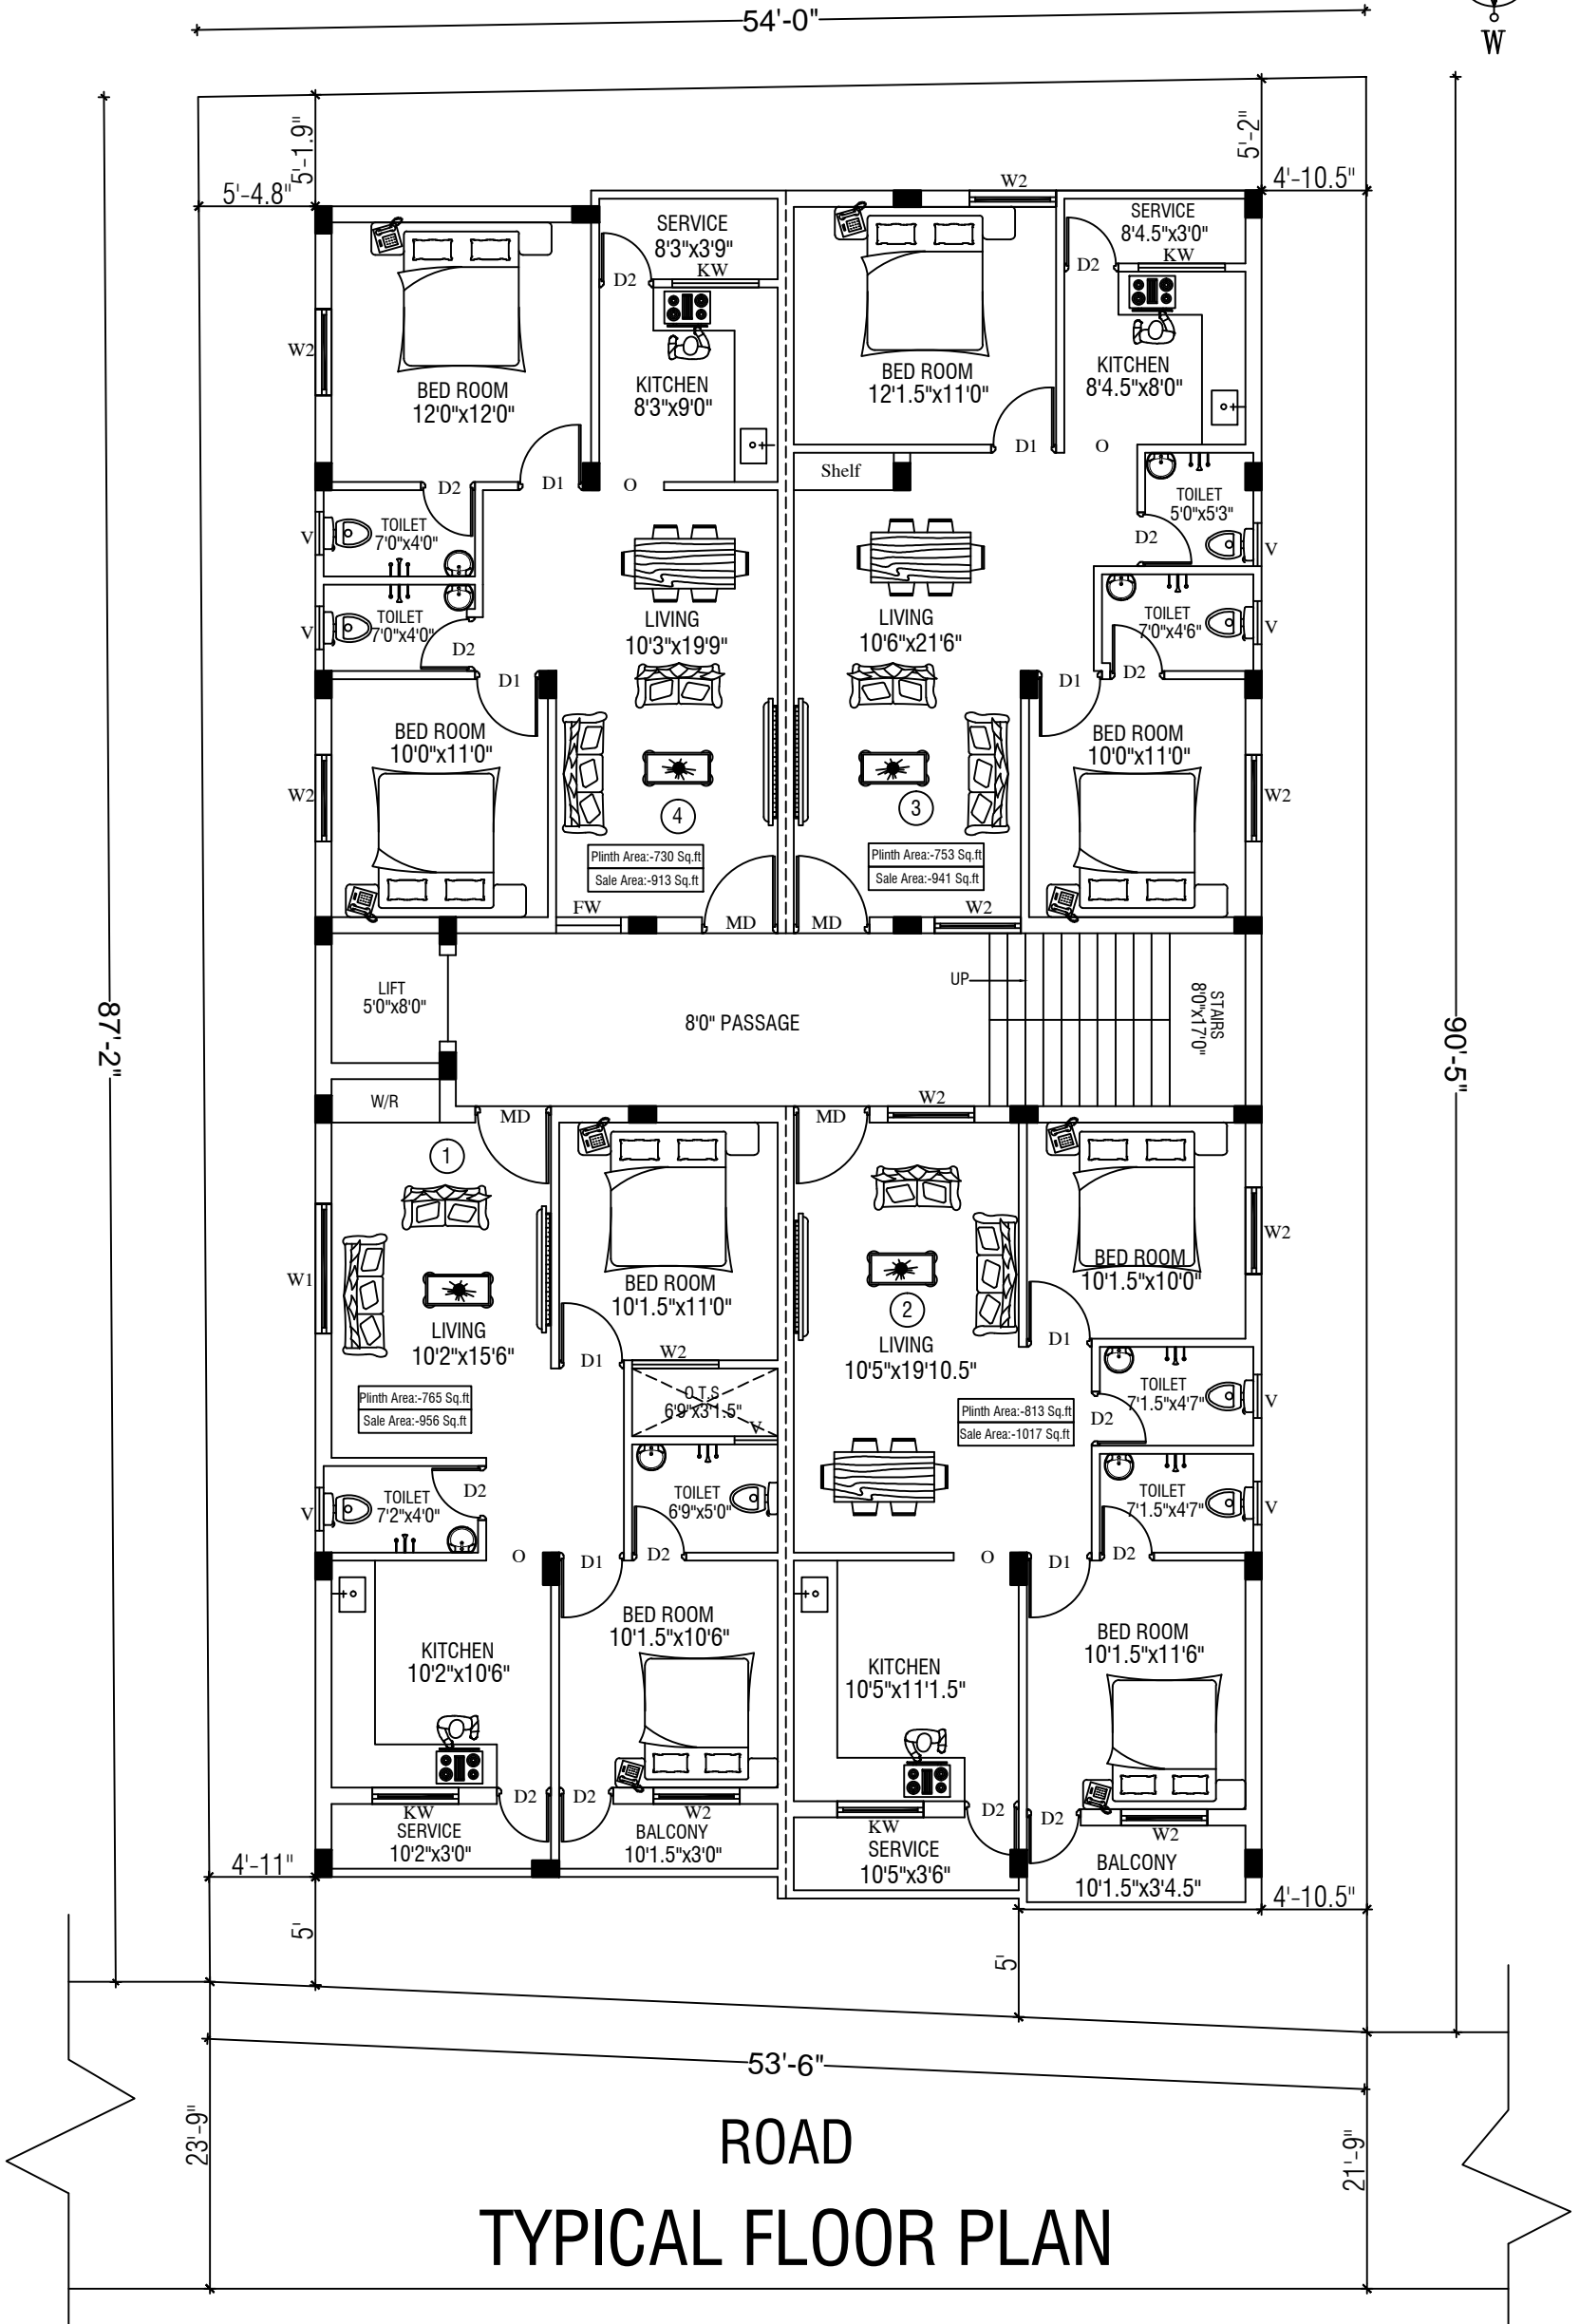 54'-0"
W
5'-1.9"
5'-2"
5'-4.8"
4'-10.5"
W2
SERVICE
8'3"x3'9"
KW
D2
SERVICE
8'4.5"x3'0"
KW
D2
W2
BED ROOM
12'0"x12'0"
KITCHEN
8'3"x9'0"
BED ROOM
12'1.5"x11'0"
KITCHEN
8'4.5"x8'0"
D2
D1
O
Shelf
D1
O
V
TOILET
7'0"x4'0"
TOILET
5'0"x5'3"
D2
V
V
TOILET
7'0"x4'0"
D2
LIVING
10'3"x19'9"
LIVING
10'6"x21'6"
TOILET
7'0"x4'6"
V
D1
D1
D2
BED ROOM
10'0"x11'0"
BED ROOM
10'0"x11'0"
W2
W2
4
3
Plinth Area:-730 Sq.ft
Sale Area:-913 Sq.ft
Plinth Area:-753 Sq.ft
Sale Area:-941 Sq.ft
FW
MD
MD
W2
LIFT
5'0"x8'0"
8'0" PASSAGE
UP
STAIRS
8'0"x17'0"
87'-2"
90'-5"
W/R
MD
MD
W2
1
W1
BED ROOM
10'1.5"x11'0"
BED ROOM
10'1.5"x10'0"
W2
2
LIVING
10'2"x15'6"
LIVING
10'5"x19'10.5"
D1
W2
D1
O.T.S
6'9"x3'1.5"
V
Plinth Area:-765 Sq.ft
Sale Area:-956 Sq.ft
Plinth Area:-813 Sq.ft
Sale Area:-1017 Sq.ft
TOILET
7'1.5"x4'7"
D2
V
V
TOILET
7'2"x4'0"
D2
TOILET
6'9"x5'0"
TOILET
7'1.5"x4'7"
V
O
D1
D2
O
D1
D2
KITCHEN
10'2"x10'6"
BED ROOM
10'1.5"x10'6"
KITCHEN
10'5"x11'1.5"
BED ROOM
10'1.5"x11'6"
KW
D2
D2
W2
KW
D2
D2
W2
SERVICE
10'2"x3'0"
BALCONY
10'1.5"x3'0"
SERVICE
10'5"x3'6"
BALCONY
10'1.5"x3'4.5"
4'-11"
4'-10.5"
5'
5'
53'-6"
23'-9"
21'-9"
ROAD
TYPICAL FLOOR PLAN